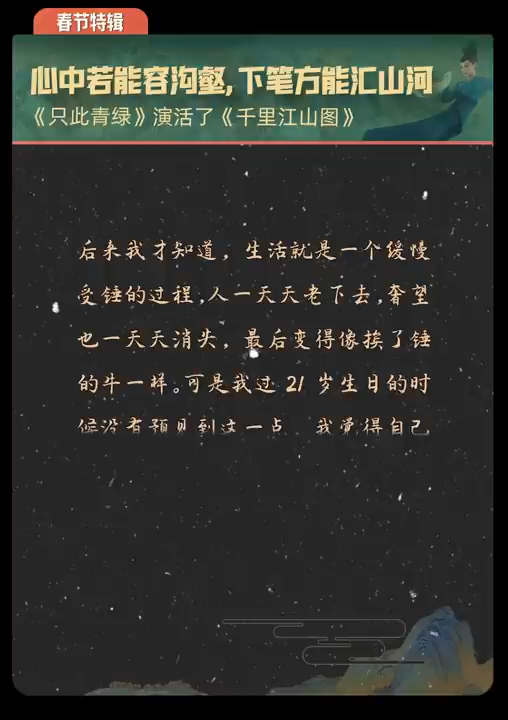 春节特辑
心中若能容沟壑，下笔方能汇山河
《只此青绿》演活了《千里江山图》
后来我才知道，生活就是一个缓慢
受锤的过程，人一天天老下去，奢望
也一天天消失，最后变得像挨了锤
的牛一样。可是我过 21 岁生日的时
候没有预见到这一点 我觉得自己